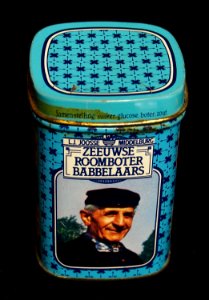 Samenstelling: suiker glucose boter zout
L.J. JOOSSE MIDDELBURG
ZEEUWSE
ROOMBOTER
BABBELAARS